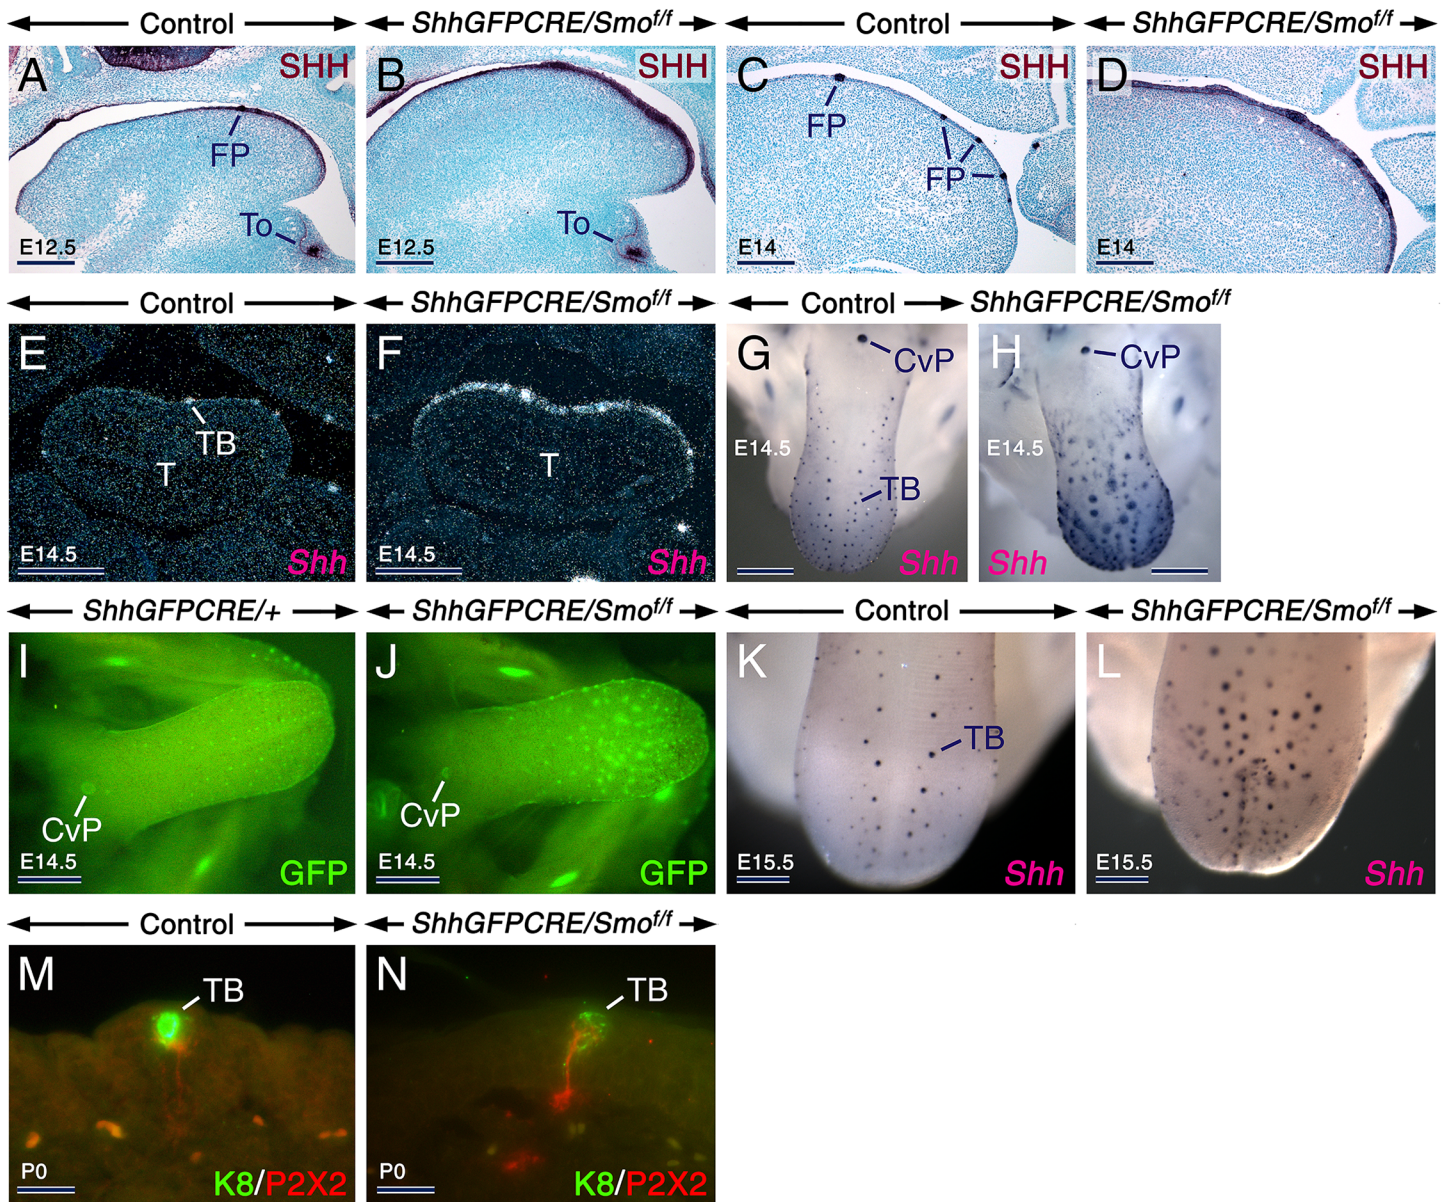 Control ShhGFPCRE/Smof/f Control ShhGFPCRE/Smof/f
A SHH B SHH C SHH D SHH
FP FP FP
To To
E12.5 E12.5 E14 E14
Control ShhGFPCRE/Smof/f Control ShhGFPCRE/Smof/f
E F G CvP H CvP
TB T T E14.5 E14.5
TB
E14.5 Shh E14.5 Shh Shh Shh
ShhGFPCRE/+ ShhGFPCRE/Smof/f Control ShhGFPCRE/Smof/f
I J K L
TB
CvP CvP
E14.5 GFP E14.5 GFP E15.5 Shh E15.5 Shh
Control ShhGFPCRE/Smof/f
M TB N TB
P0 K8/P2X2 P0 K8/P2X2